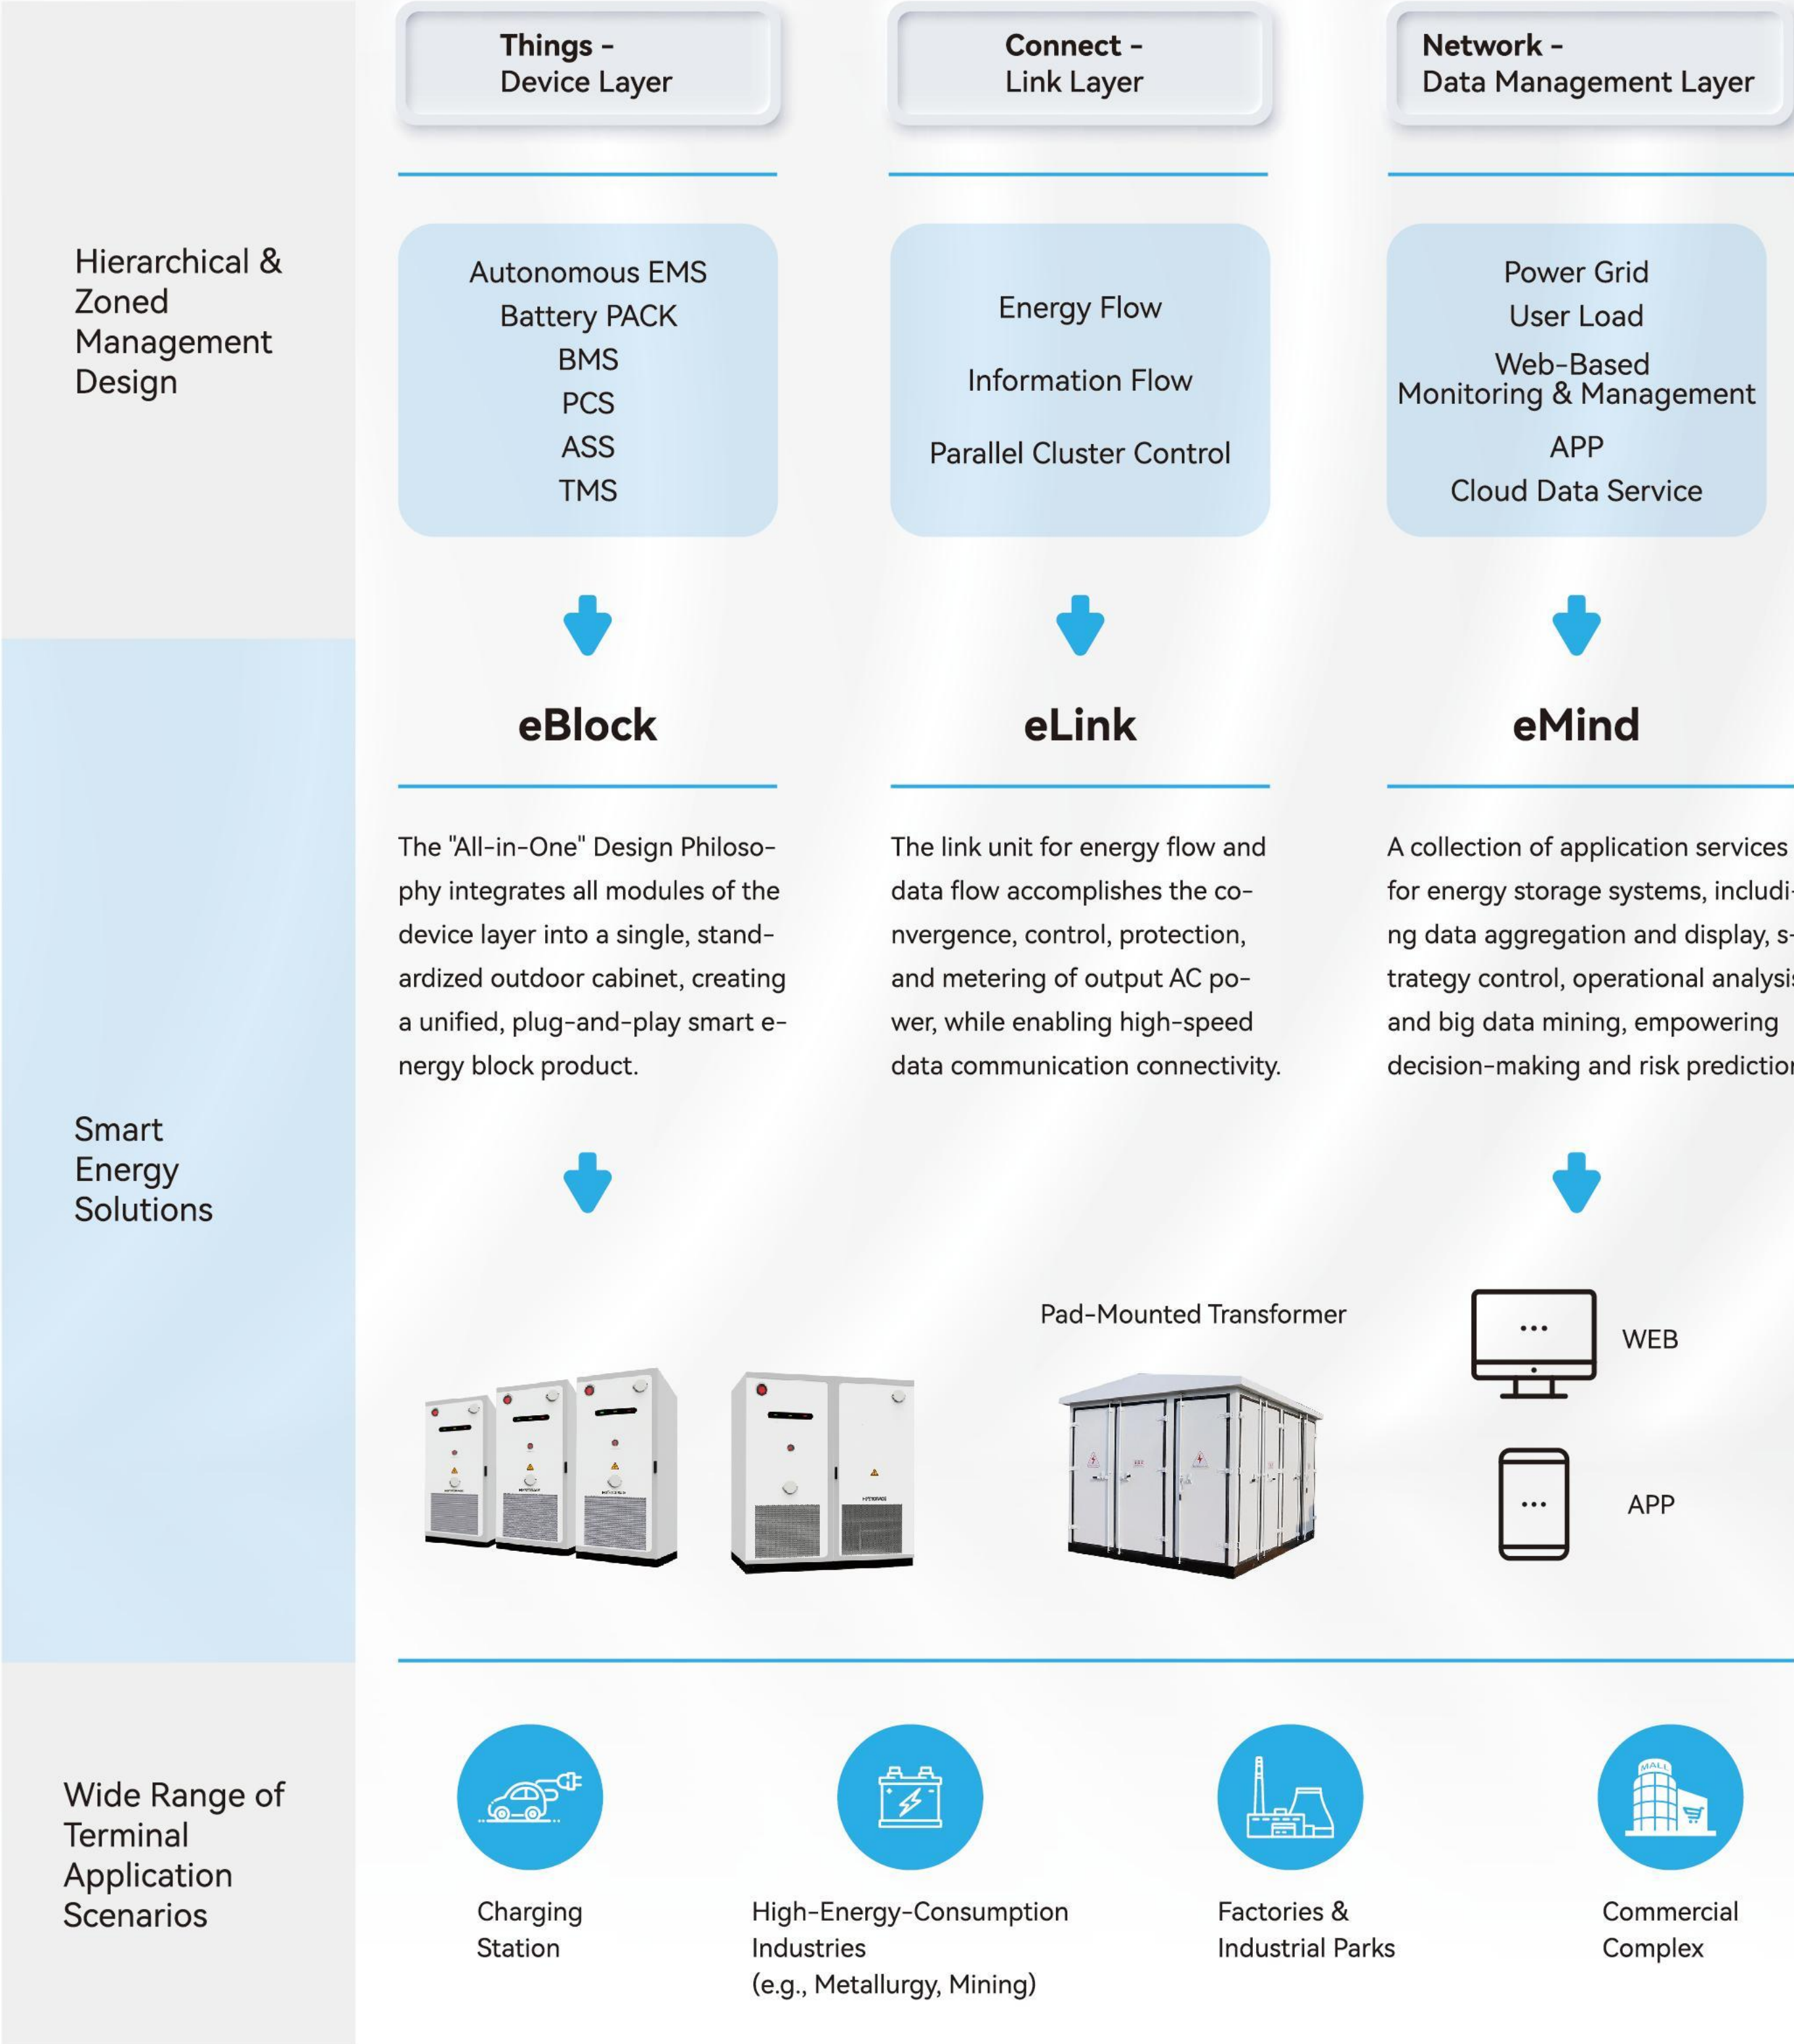 Things -
Device Layer
Connect -
Link Layer
Network -
Data Management Layer
Hierarchical &
Zoned
Management
Design
Autonomous EMS
Battery PACK
BMS
PCS
ASS
TMS
Energy Flow
Information Flow
Parallel Cluster Control
Power Grid
User Load
Web-Based
Monitoring & Management
APP
Cloud Data Service
Smart
Energy
Solutions
eBlock
The "All-in-One" Design Philoso-
phy integrates all modules of the
device layer into a single, stand-
ardized outdoor cabinet, creating
a unified, plug-and-play smart e-
nergy block product.
eLink
The link unit for energy flow and
data flow accomplishes the co-
nvergence, control, protection,
and metering of output AC po-
wer, while enabling high-speed
data communication connectivity.
eMind
A collection of application services
for energy storage systems, includi-
ng data aggregation and display, s-
trategy control, operational analysis
and big data mining, empowering
decision-making and risk prediction
Pad-Mounted Transformer
WEB
APP
Wide Range of
Terminal
Application
Scenarios
Charging
Station
High-Energy-Consumption
Industries
(e.g., Metallurgy, Mining)
Factories &
Industrial Parks
MALL
Commercial
Complex